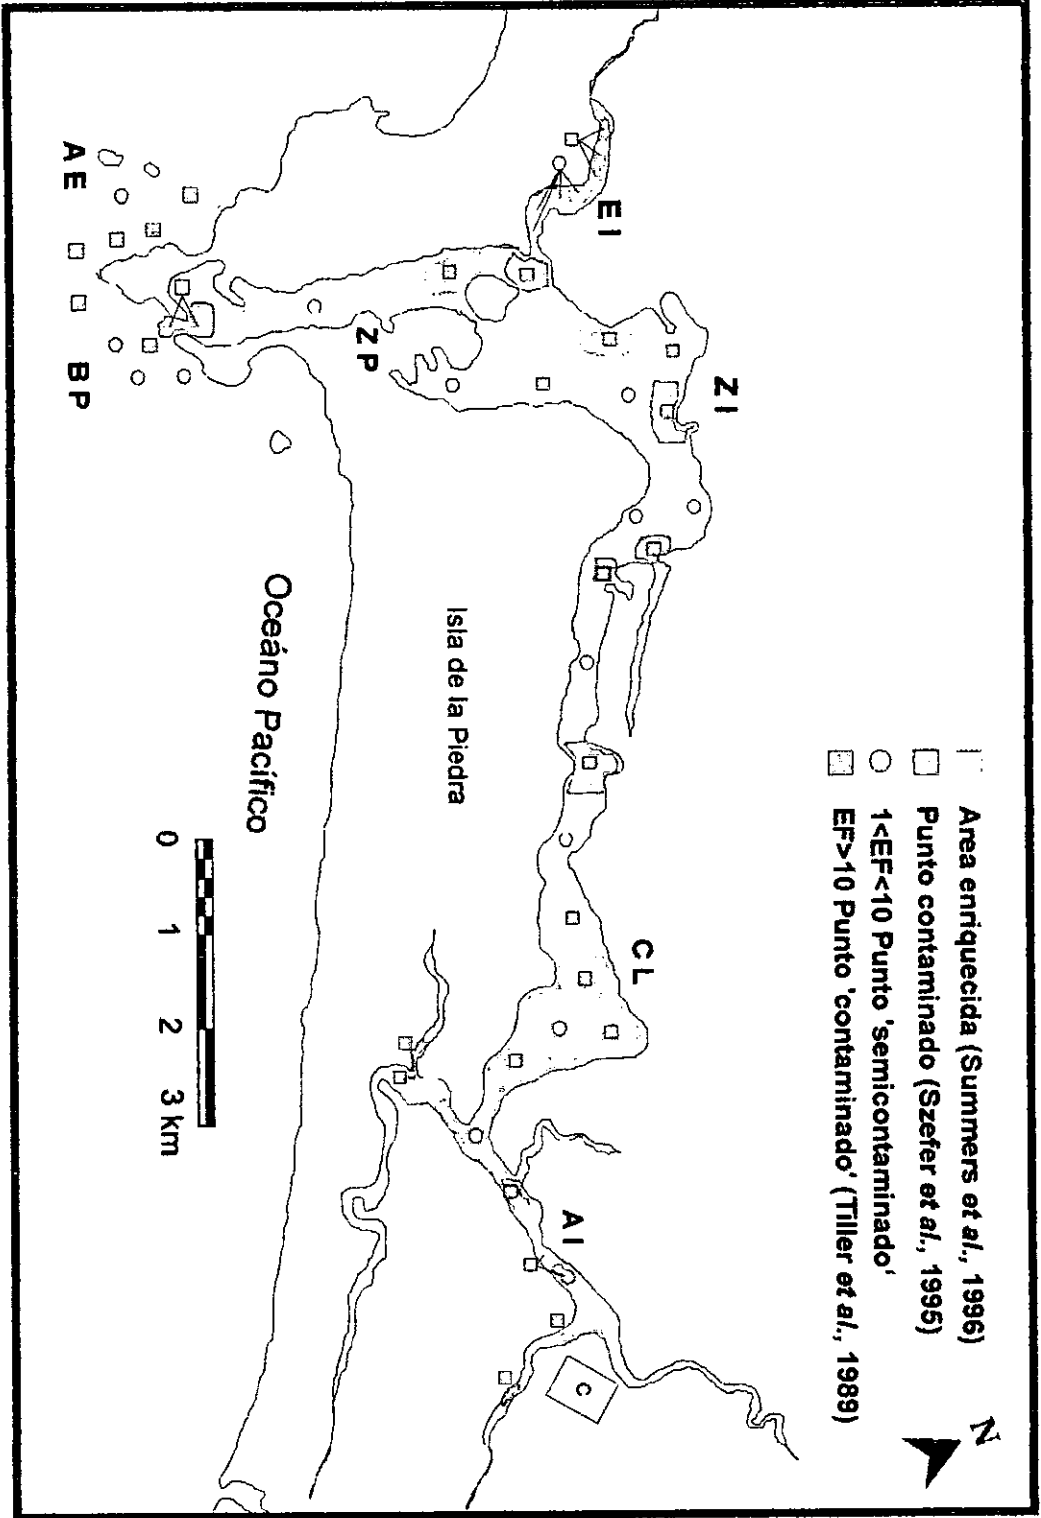 Area enriquecida (Summers et al., 1996)
Punto contaminado (Szefer et al., 1995)
1<EF<10 Punto 'semicontaminado'
EF>10 Punto 'contaminado' (Tiller et al., 1989)
N
E I
Z I
C L
A I
C
Z P
A E
B P
Isla de la Piedra
Oceáno Pacífico
0 1 2 3 km